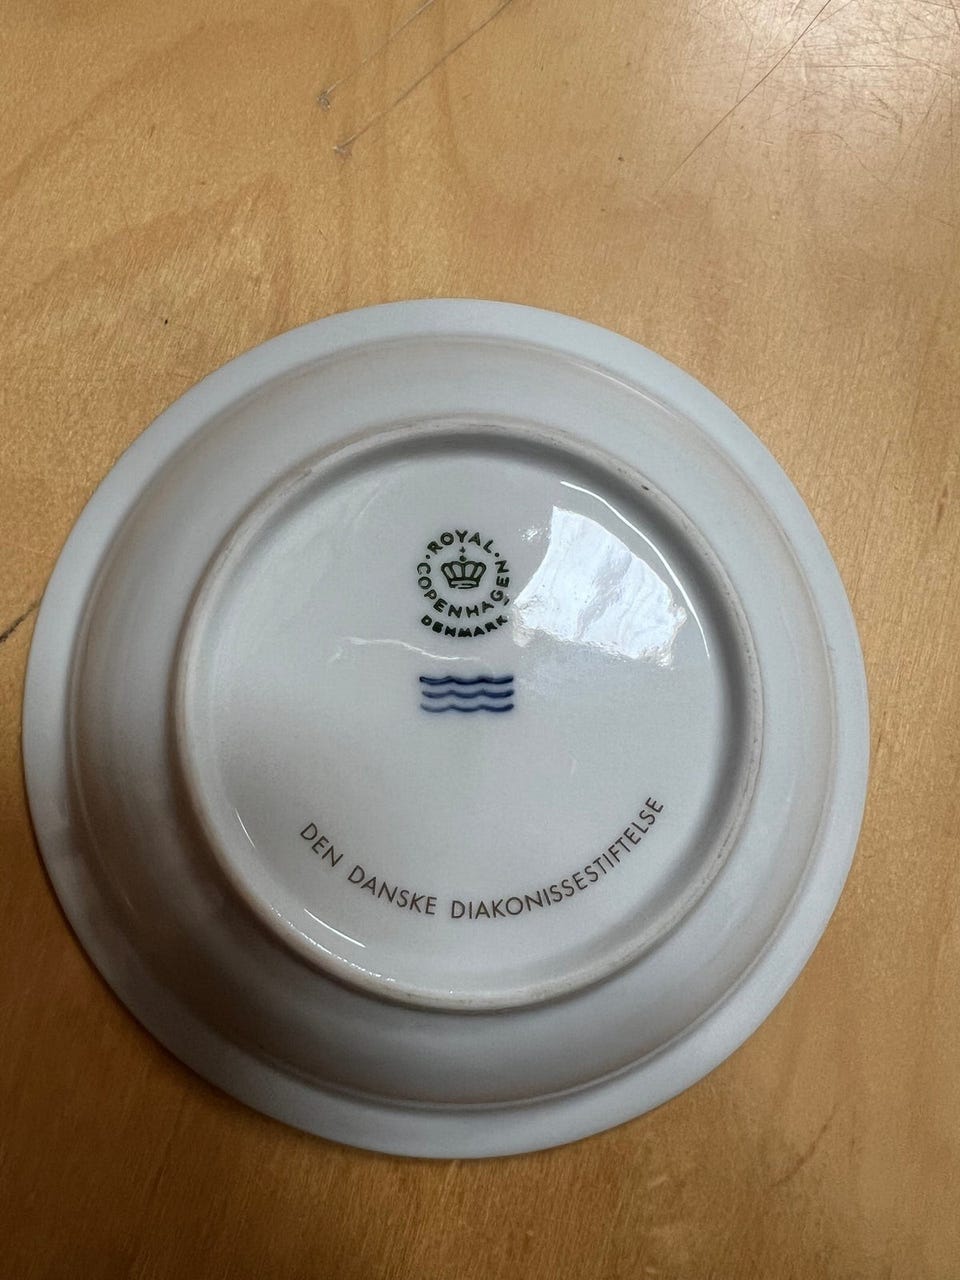 ROYAL
COPENHAGEN
DENMARK
DEN DANSKE DIAKONISSESTIFTELSE